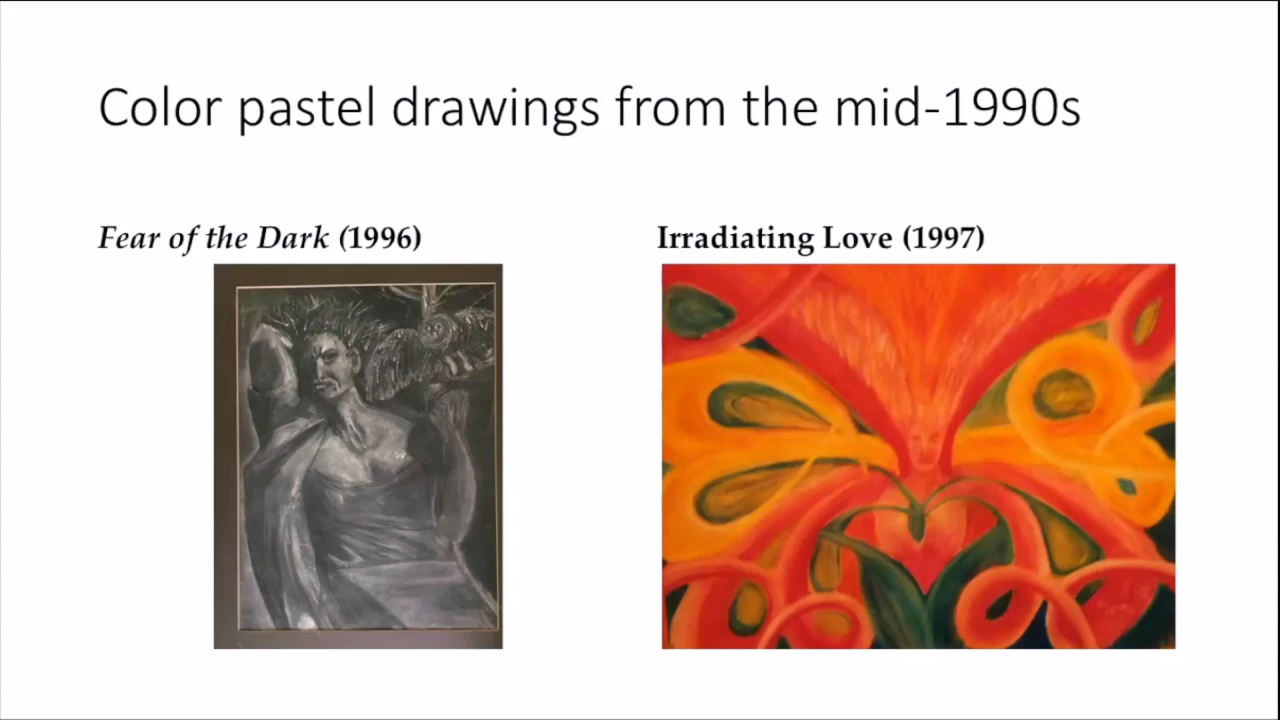 Color pastel drawings from the mid-1990s
Fear of the Dark (1996)
Irradiating Love (1997)